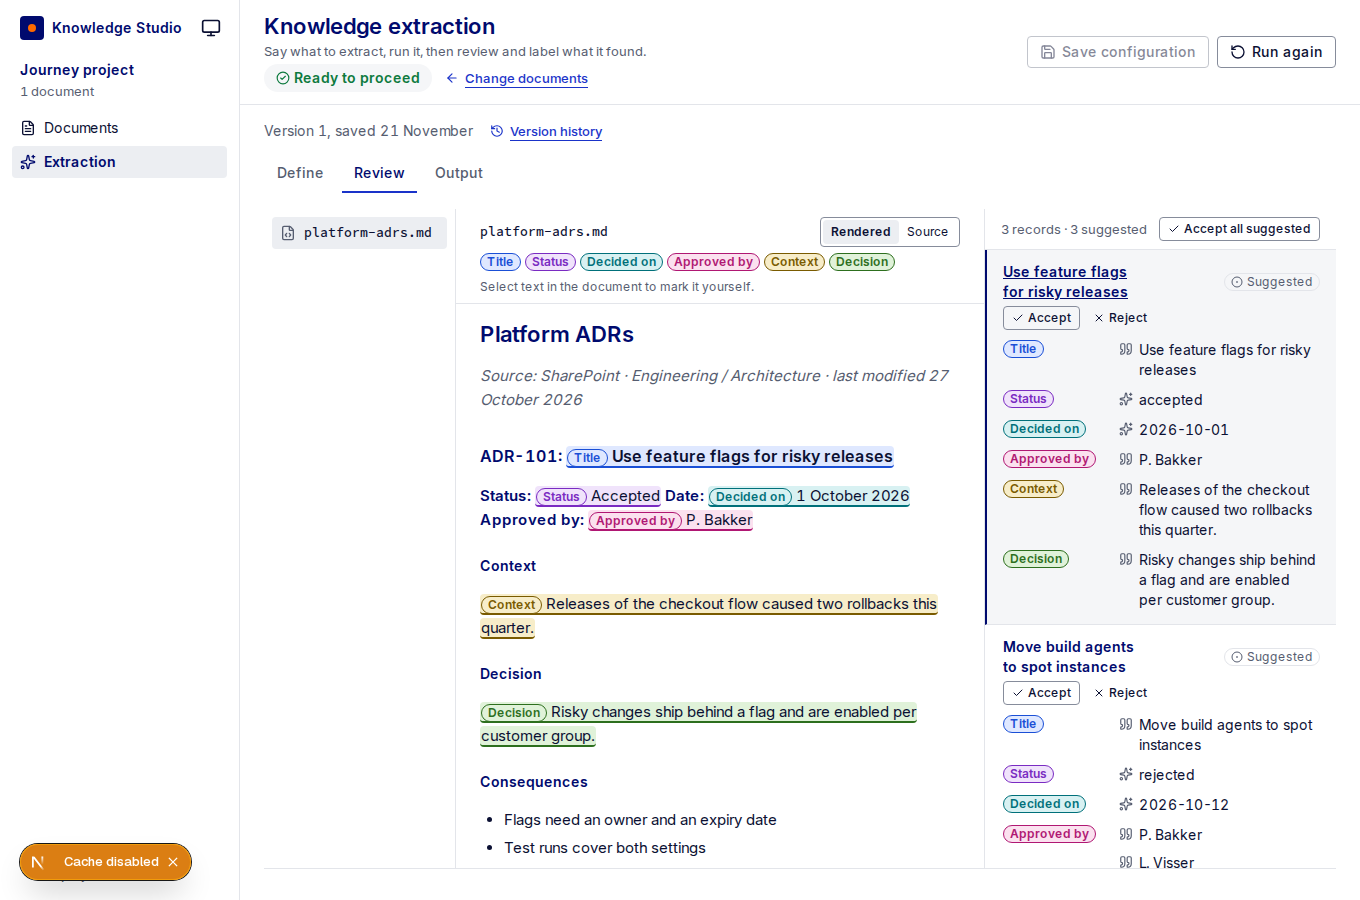 Knowledge Studio
Journey project
1 document
Documents
Extraction
Cache disabled
Knowledge extraction
Say what to extract, run it, then review and label what it found.
Ready to proceed
Change documents
Save configuration
Run again
Version 1, saved 21 November
Version history
Define
Review
Output
platform-adrs.md
platform-adrs.md
Rendered
Source
Title Status Decided on Approved by Context Decision
Select text in the document to mark it yourself.
Platform ADRs
Source: SharePoint · Engineering / Architecture · last modified 27
October 2026
ADR-101: Title Use feature flags for risky releases
Status: Status Accepted Date: Decided on 1 October 2026
Approved by: Approved by P. Bakker
Context
Context Releases of the checkout flow caused two rollbacks this
quarter.
Decision
Decision Risky changes ship behind a flag and are enabled per
customer group.
Consequences
• Flags need an owner and an expiry date
• Test runs cover both settings
3 records · 3 suggested
Accept all suggested
Use feature flags
for risky releases
Suggested
Accept
Reject
Title Use feature flags for risky
releases
Status accepted
Decided on 2026-10-01
Approved by P. Bakker
Context Releases of the checkout
flow caused two rollbacks
this quarter.
Decision Risky changes ship behind
a flag and are enabled
per customer group.
Move build agents
to spot instances
Suggested
Accept
Reject
Title Move build agents to spot
instances
Status rejected
Decided on 2026-10-12
Approved by P. Bakker
L. Visser